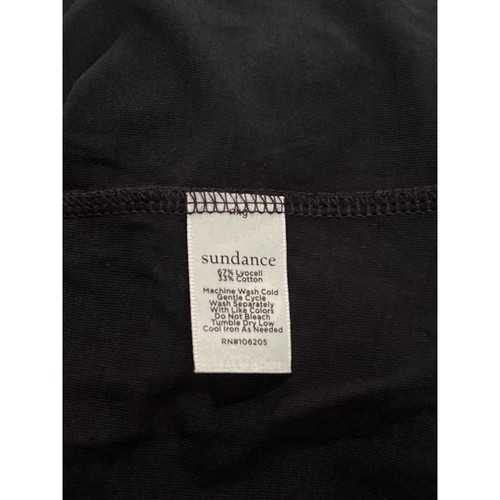 sundance
67% Lyocell
33% Cotton
Machine Wash Cold
Gentle Cycle
Wash Separately
With Like Colors
Do Not Bleach
Tumble Dry Low
Cool Iron As Needed
RN#106205